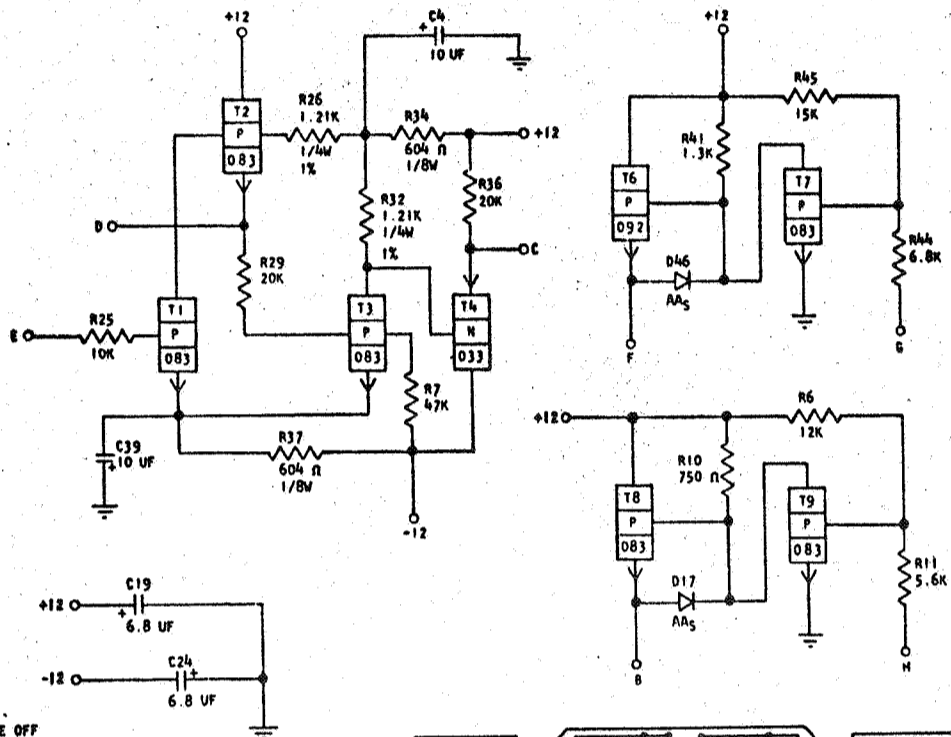 +12
T2
P
083
R26
1.21K
1/4W
1%
+ C4
10 UF
R34
604 Ω
1/8W
+12
R36
20K
C
R32
1.21K
1/4W
1%
D
R29
20K
R25
10K
T1
P
083
T3
P
083
T4
N
033
R7
47K
C39
10 UF
+
R37
604 Ω
1/8W
-12
+12
C19
+
6.8 UF
-12
C24
+
6.8 UF
E OFF
+12
R45
15K
R41
1.3K
T6
P
092
T7
P
083
R44
6.8K
D46
AAs
F
G
+12
R6
12K
R10
750 Ω
T8
P
083
T9
P
083
R11
5.6K
D17
AAs
B